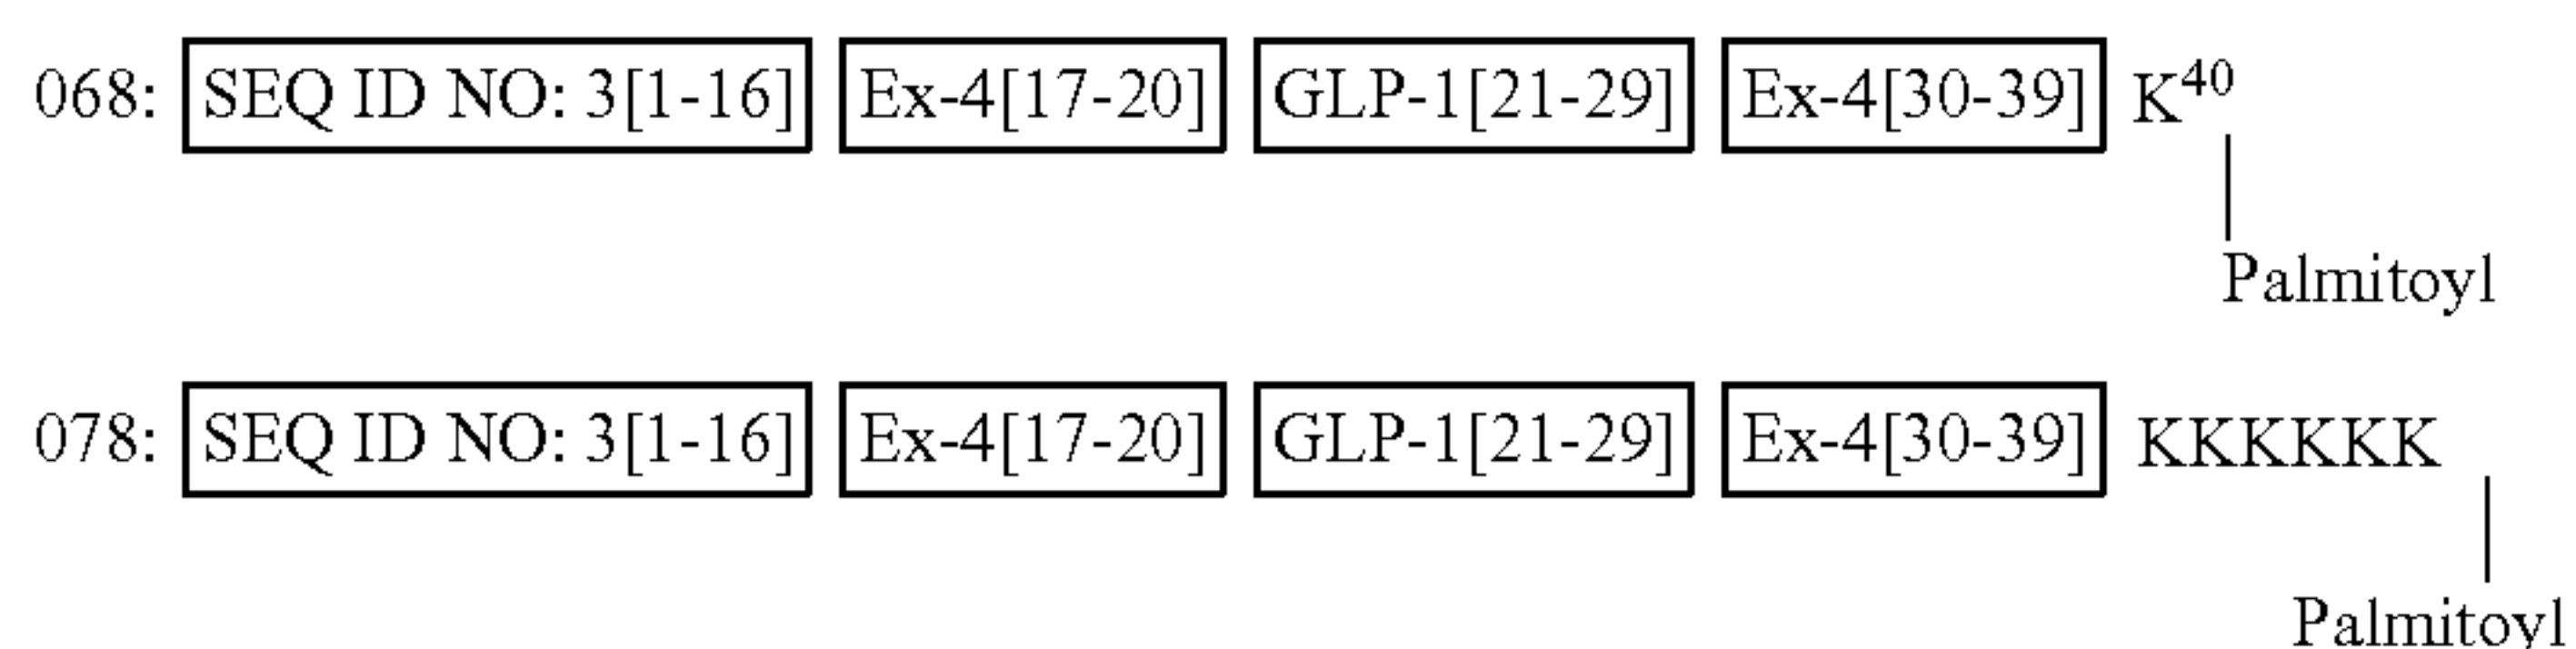 068: SEQ ID NO: 3[1-16] Ex-4[17-20] GLP-1[21-29] Ex-4[30-39] K⁴⁰
Palmitoyl
078: SEQ ID NO: 3[1-16] Ex-4[17-20] GLP-1[21-29] Ex-4[30-39] KKKKKK
Palmitoyl